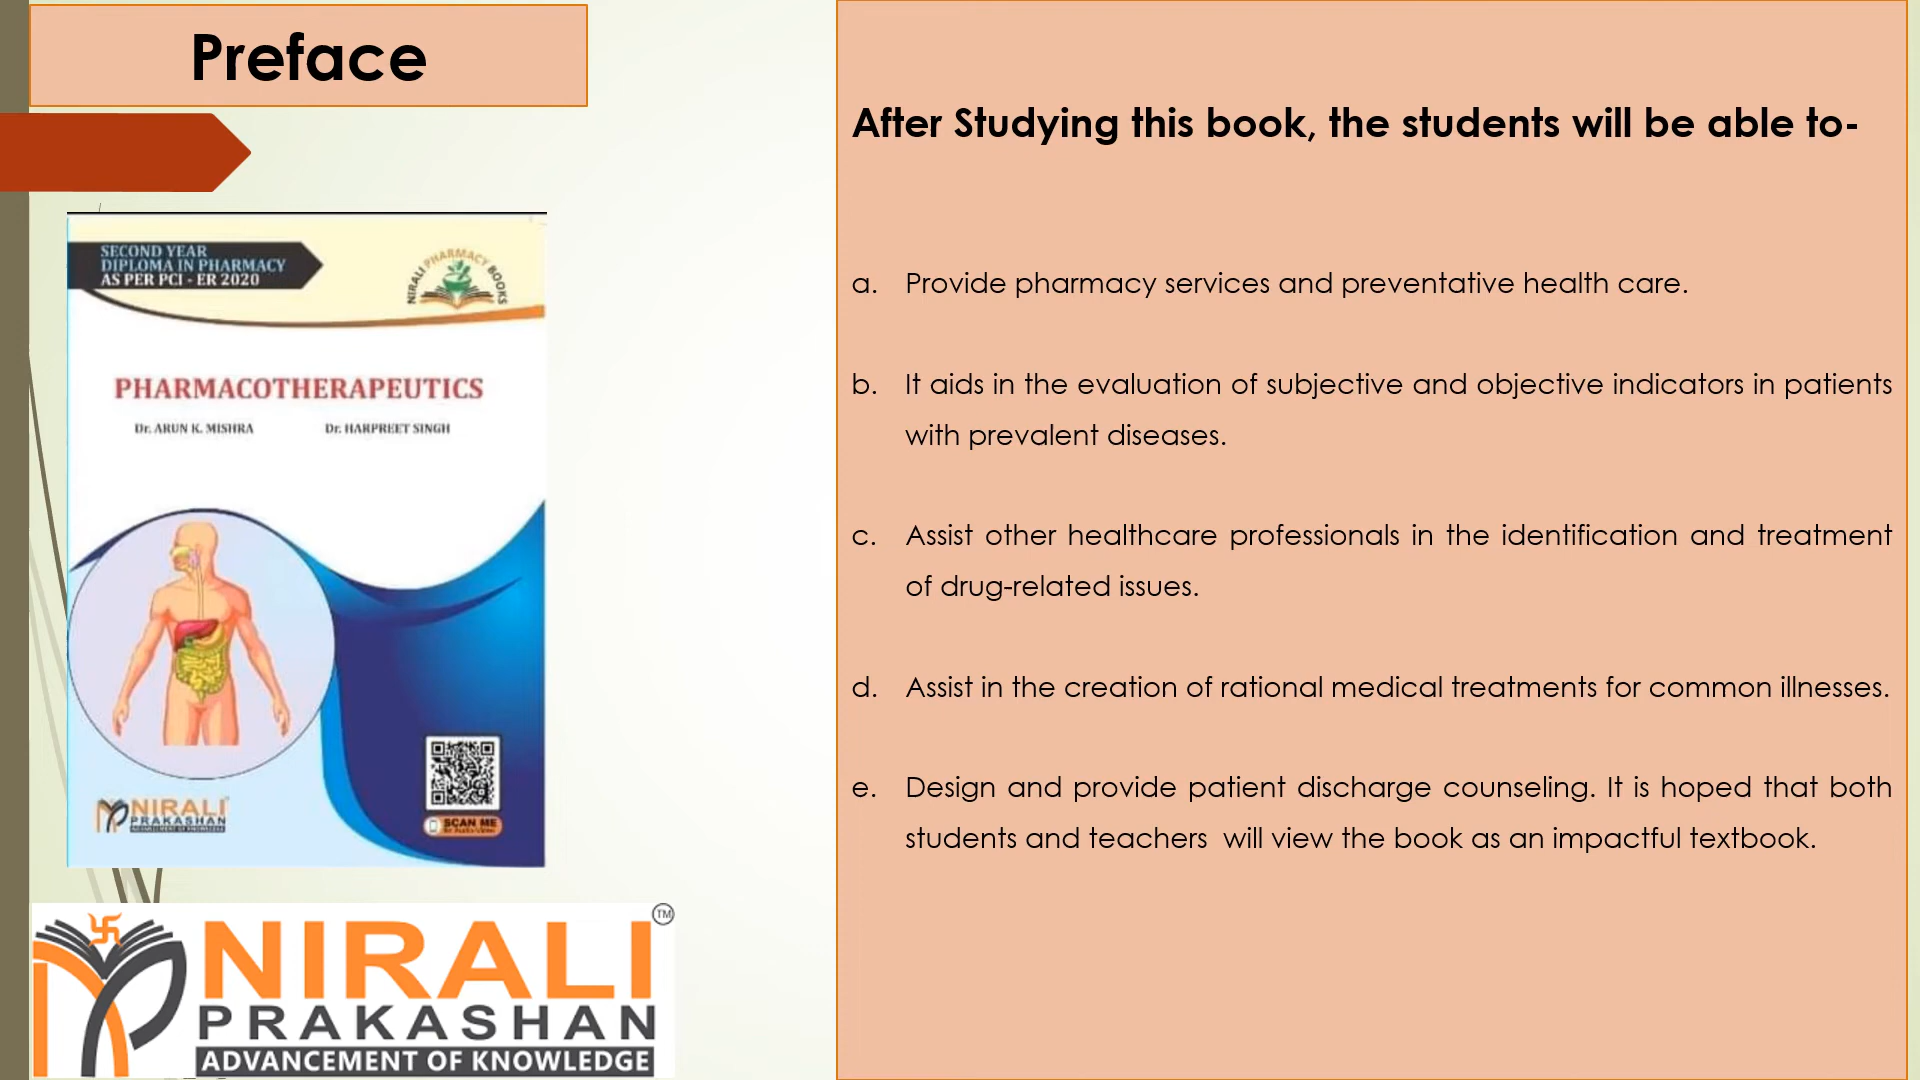 Preface
SECOND YEAR
DIPLOMA IN PHARMACY
AS PER PCI - ER 2020
NIRALI PHARMACY BOOKS
PHARMACOTHERAPEUTICS
Dr. ARUN K. MISHRA Dr. HARPREET SINGH
NIRALI
PRAKASHAN
ADVANCEMENT OF KNOWLEDGE
SCAN ME
NIRALI TM
PRAKASHAN
ADVANCEMENT OF KNOWLEDGE
After Studying this book, the students will be able to-
a. Provide pharmacy services and preventative health care.
b. It aids in the evaluation of subjective and objective indicators in patients
with prevalent diseases.
c. Assist other healthcare professionals in the identification and treatment
of drug-related issues.
d. Assist in the creation of rational medical treatments for common illnesses.
e. Design and provide patient discharge counseling. It is hoped that both
students and teachers will view the book as an impactful textbook.